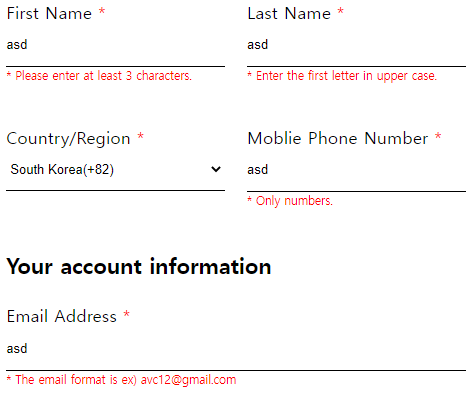 First Name * Last Name *
asd asd
* Please enter at least 3 characters. * Enter the first letter in upper case.
Country/Region * Moblie Phone Number *
South Korea(+82) asd
* Only numbers.
Your account information
Email Address *
asd
* The email format is ex) avc12@gmail.com